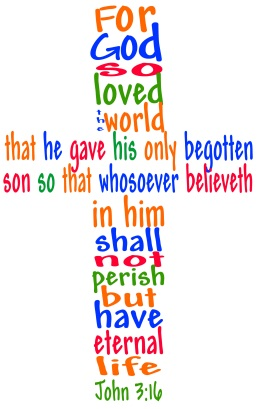 For
God
so
loved
the world
that he gave his only begotten
son so that whosoever believeth
in him
shall
not
perish
but
have
eternal
life
John 3:16